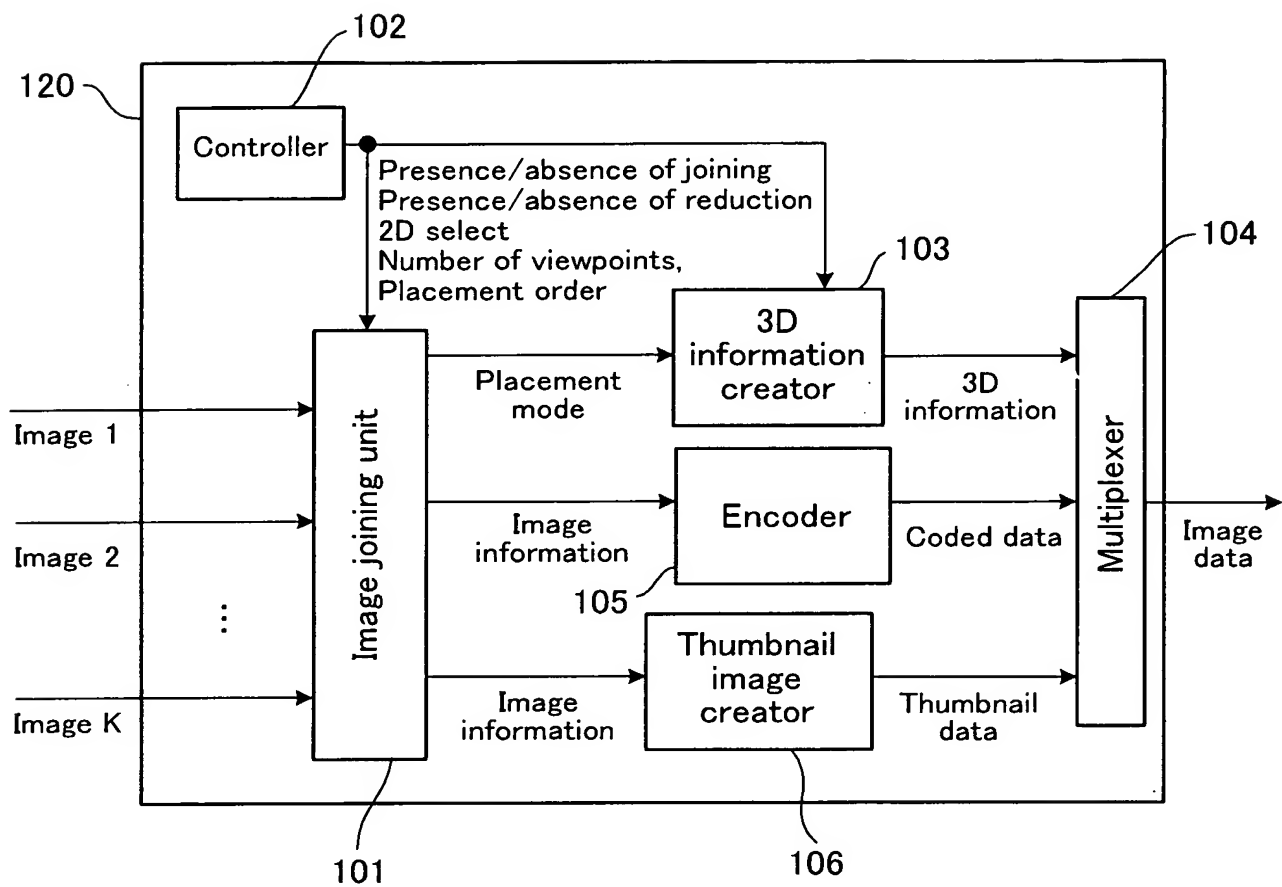 102
120
Controller
Presence/absence of joining
Presence/absence of reduction
2D select
Number of viewpoints,
Placement order
103
104
3D
information
creator
Placement
mode
3D
information
Image 1
Image joining unit
Encoder
Image
information
Coded data
Multiplexer
Image
data
Image 2
105
...
Thumbnail
image
creator
Image
information
Thumbnail
data
Image K
101
106